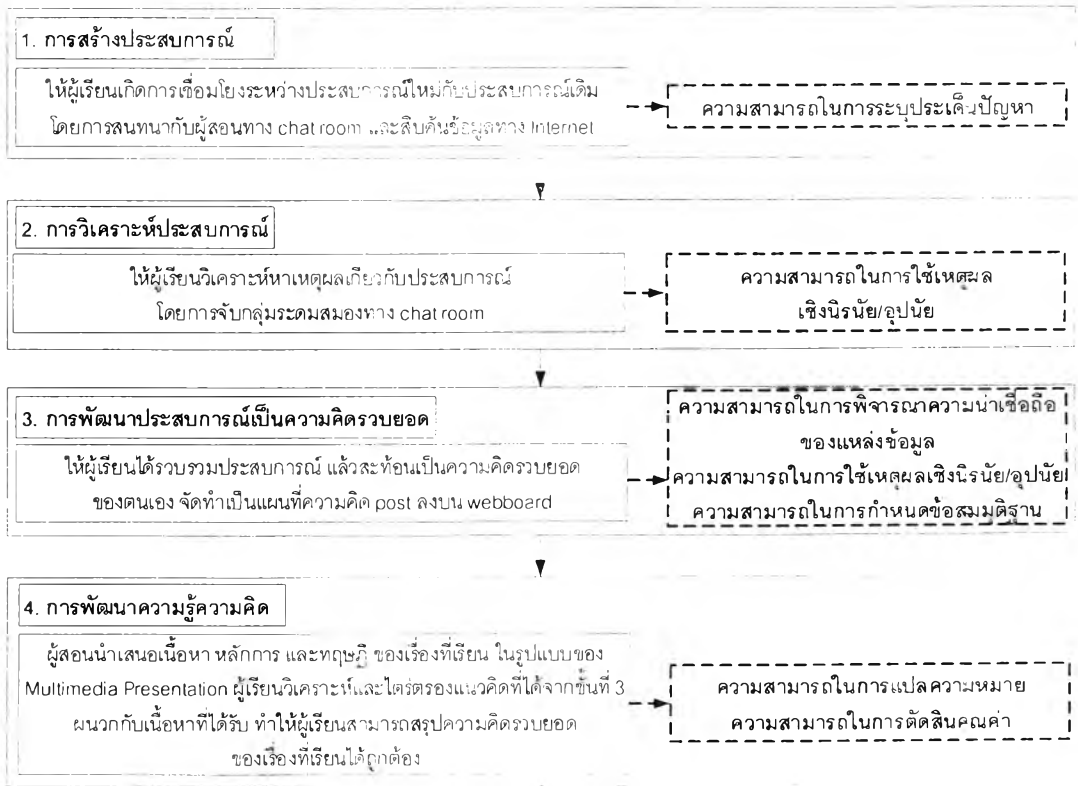 1. การสร้างประสบการณ์
ให้ผู้เรียนเกิดการเชื่อมโยงระหว่างประสบการณ์ใหม่กับประสบการณ์เดิม
โดยการสนทนากับผู้สอนทาง chat room และสืบค้นข้อมูลทาง Internet
ความสามารถในการระบุประเด็นปัญหา
2. การวิเคราะห์ประสบการณ์
ให้ผู้เรียนวิเคราะห์หาเหตุผลเกี่ยวกับประสบการณ์
โดยการจับกลุ่มระดมสมองทาง chat room
ความสามารถในการใช้เหตุผล
เชิงนิรนัย/อุปนัย
3. การพัฒนาประสบการณ์เป็นความคิดรวบยอด
ให้ผู้เรียนได้รวบรวมประสบการณ์ แล้วสะท้อนเป็นความคิดรวบยอด
ของตนเอง จัดทำเป็นแผนที่ความคิด post ลงบน webboard
ความสามารถในการพิจารณาความน่าเชื่อถือ
ของแหล่งข้อมูล
ความสามารถในการใช้เหตุผลเชิงนิรนัย/อุปนัย
ความสามารถในการกำหนดข้อสมมุติฐาน
4. การพัฒนาความรู้ความคิด
ผู้สอนนำเสนอเนื้อหา หลักการ และทฤษฎี ของเรื่องที่เรียน ในรูปแบบของ
Multimedia Presentation ผู้เรียนวิเคราะห์และไตร่ตรองแนวคิดที่ได้จากขั้นที่ 3
ผนวกกับเนื้อหาที่ได้รับ ทำให้ผู้เรียนสามารถสรุปความคิดรวบยอด
ของเรื่องที่เรียนได้ถูกต้อง
ความสามารถในการแปลความหมาย
ความสามารถในการตัดสินคุณค่า